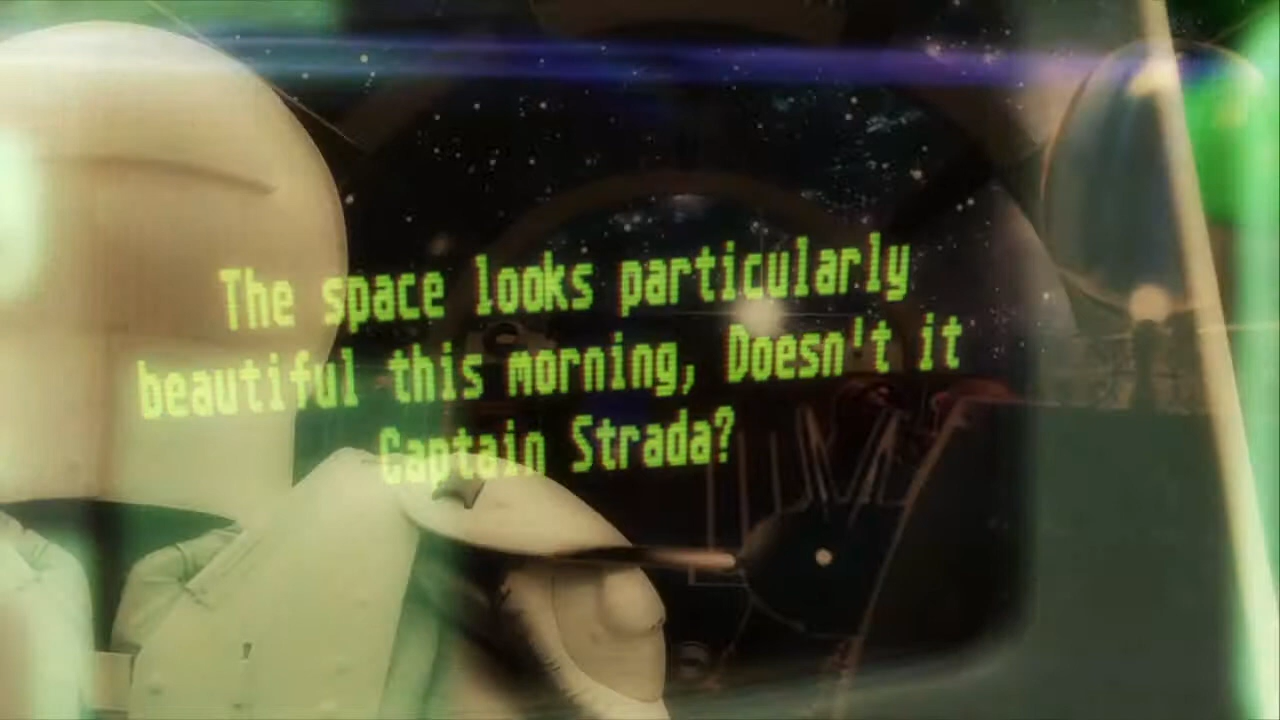 The space looks particularly
beautiful this morning, Doesn't it
Captain Strada?